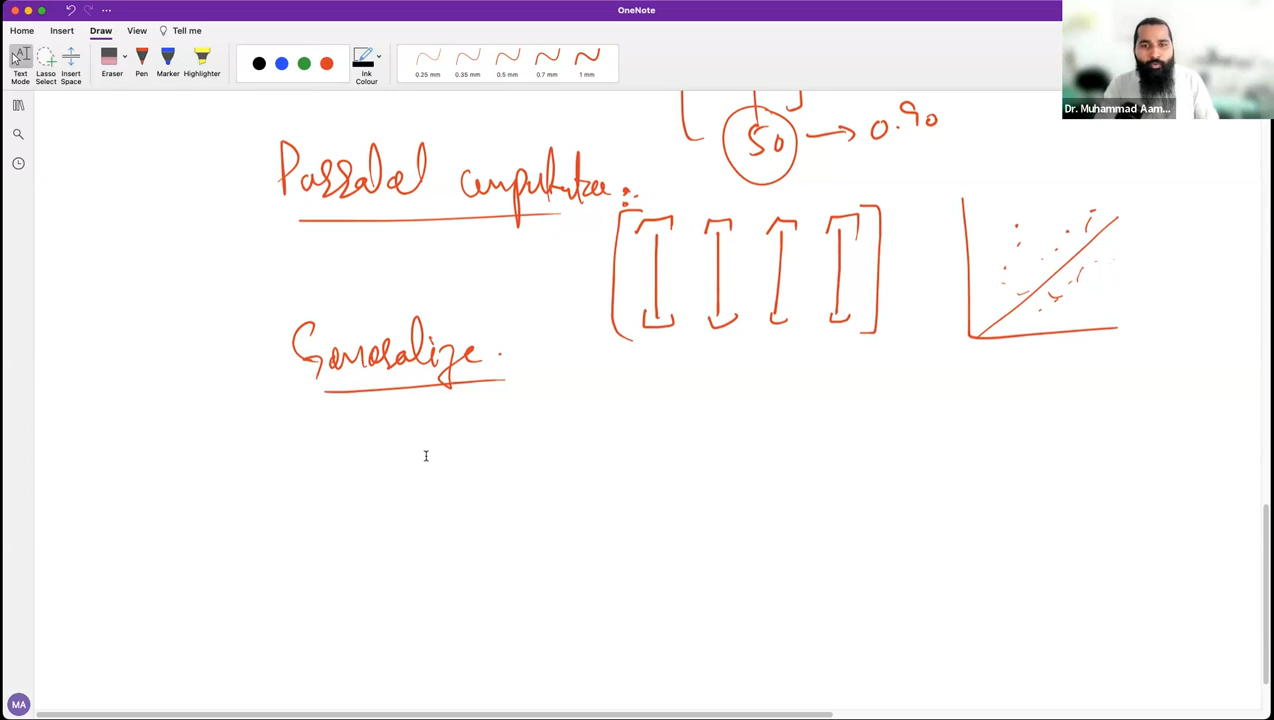 OneNote
Home Insert Draw View Tell me
Text Mode
Lasso Select
Insert Space
Eraser
Pen
Marker
Highlighter
Ink Colour
0.25 mm
0.35 mm
0.5 mm
0.7 mm
1 mm
Dr. Muhammad Aam...
50 → 0.90
Parralel
Generalize.
MA